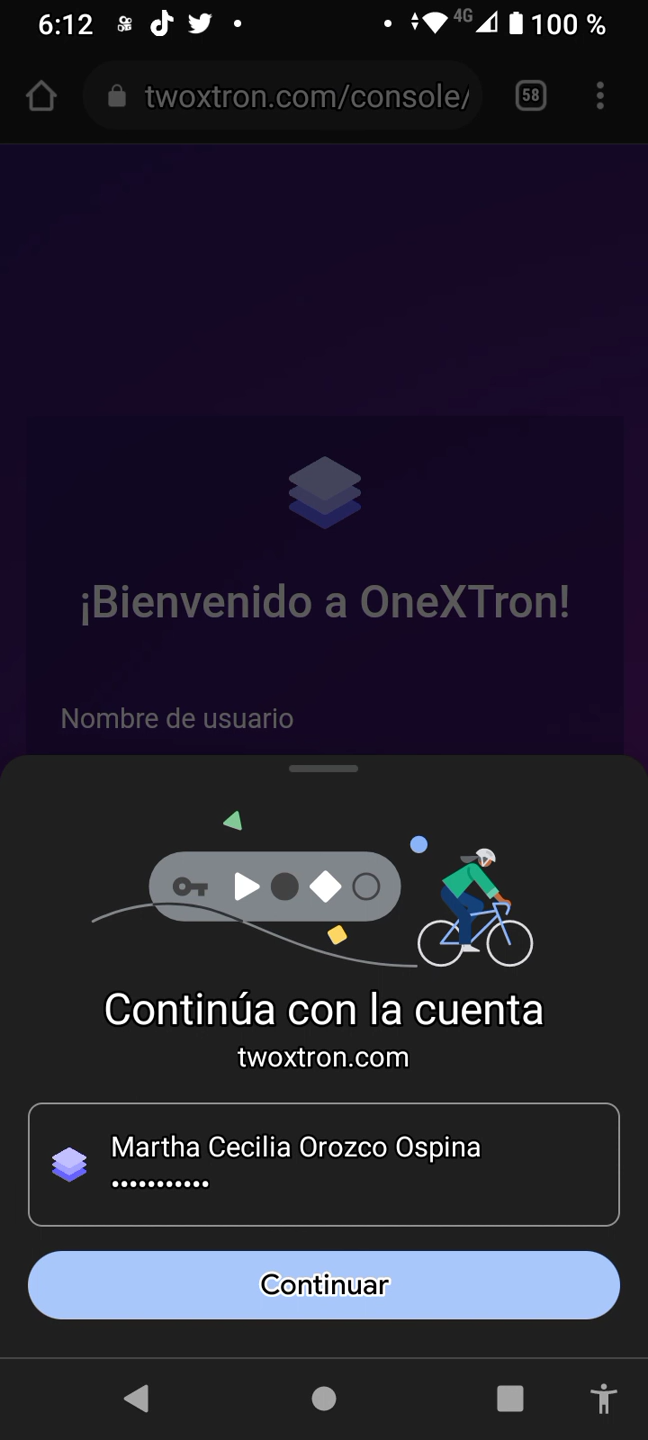 6:12
4G
100 %
twoxtron.com/console/
58
¡Bienvenido a OneXTron!
Nombre de usuario
Continúa con la cuenta
twoxtron.com
Martha Cecilia Orozco Ospina
•••••••••••
Continuar